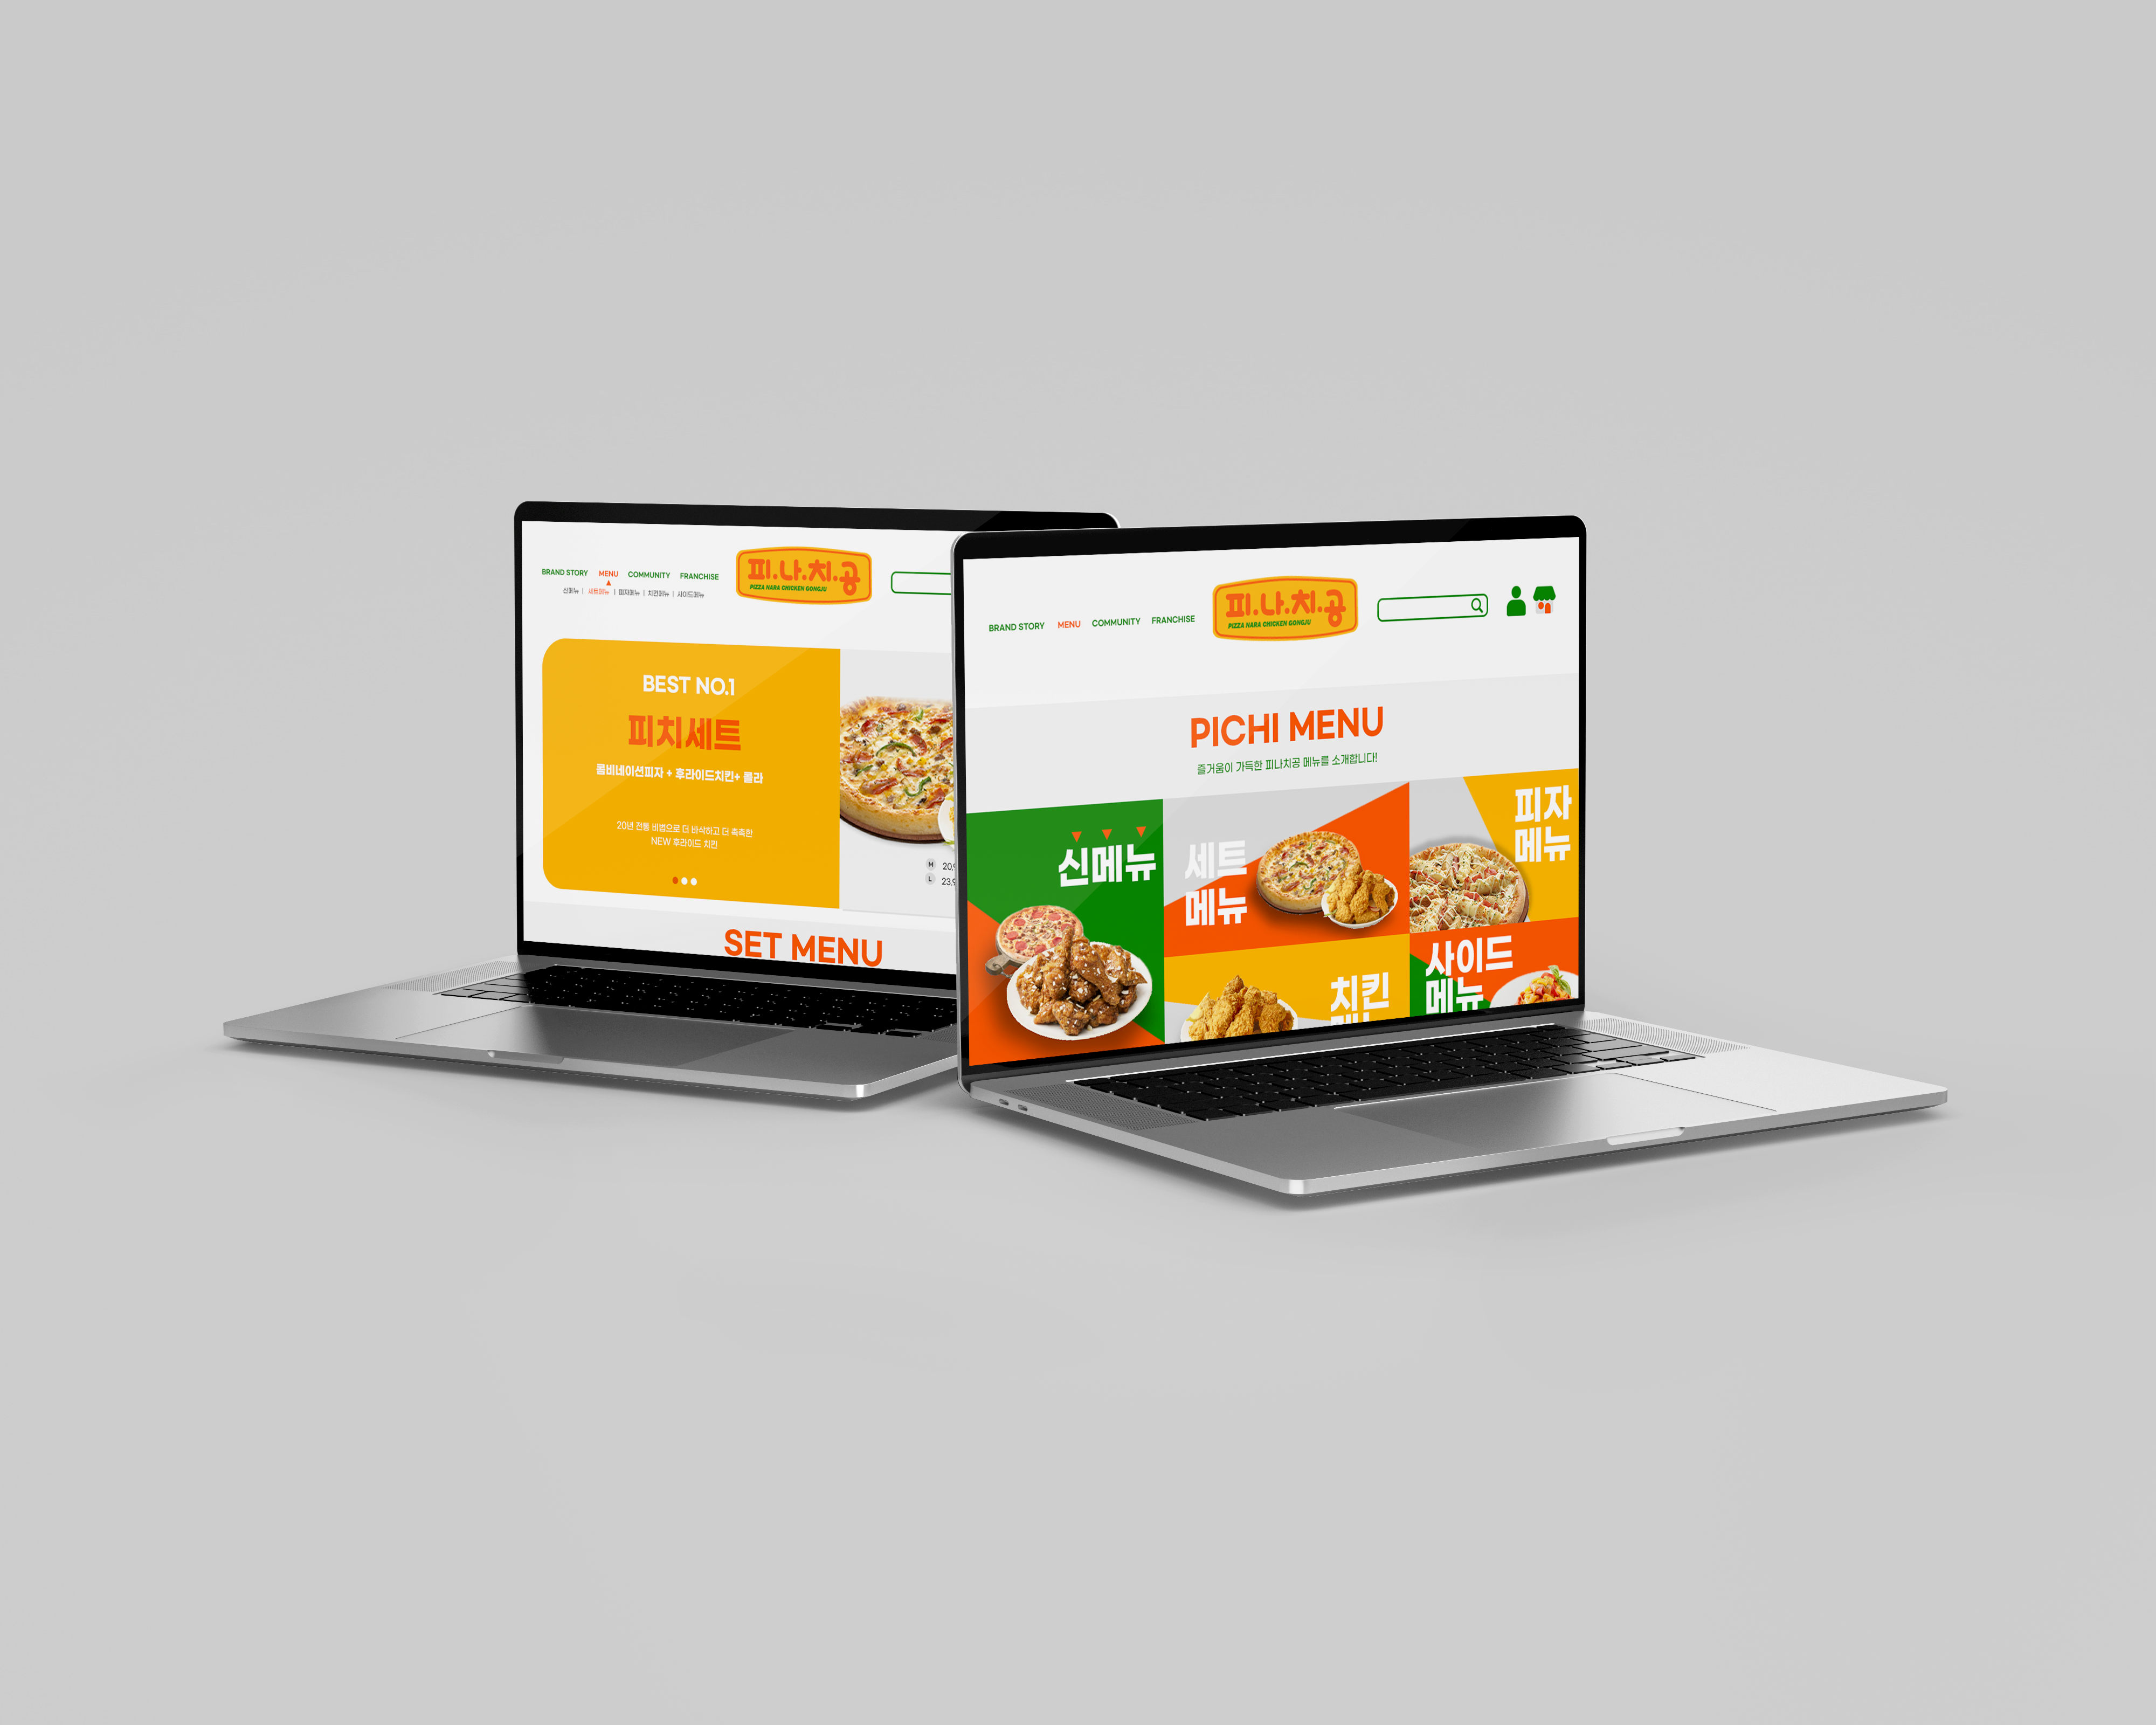 BRAND STORY MENU COMMUNITY FRANCHISE
신메뉴 | 세트메뉴 | 피자메뉴 | 치킨메뉴 | 사이드메뉴
피.나.치.공
PIZZA NARA CHICKEN GONGJU
BEST NO.1
피치세트
콤비네이션피자 + 후라이드치킨+ 콜라
20년 전통 비법으로 더 바삭하고 더 촉촉한
NEW 후라이드 치킨
M 20,
L 23,9
SET MENU
BRAND STORY MENU COMMUNITY FRANCHISE
피.나.치.공
PIZZA NARA CHICKEN GONGJU
PICHI MENU
즐거움이 가득한 피나치공 메뉴를 소개합니다!
신메뉴
세트
메뉴
피자
메뉴
치킨
사이드
메뉴